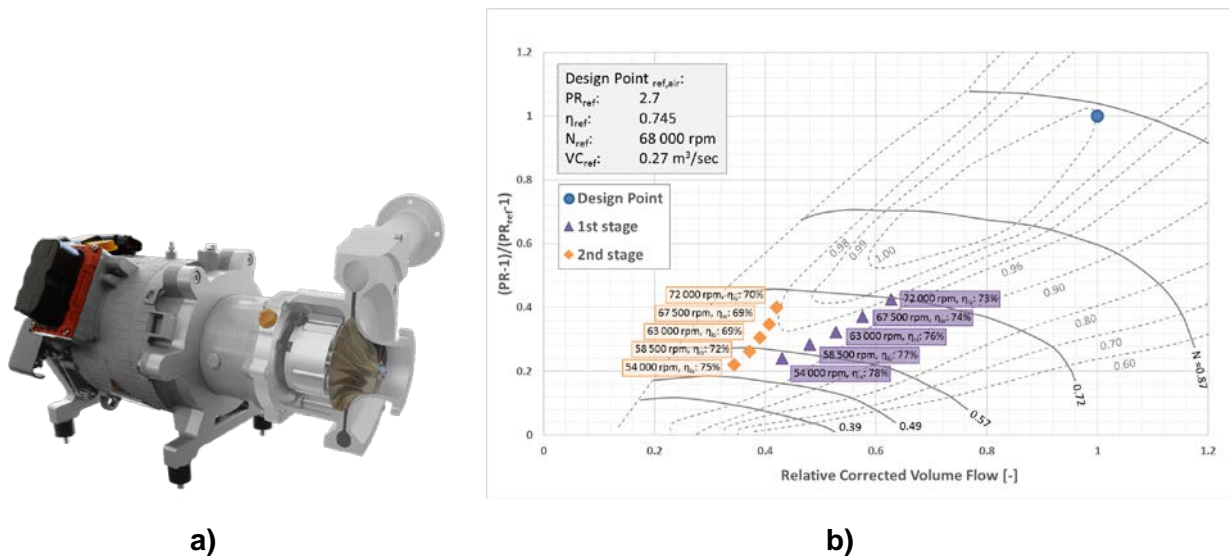 1.2
1
0.8
0.6
0.4
0.2
0
Design Point ref,air:
PRref: 2.7
ηref: 0.745
Nref: 68 000 rpm
VCref: 0.27 m³/sec
Design Point
1st stage
2nd stage
0.98
0.99
1.00
0.96
0.90
0.80
0.70
0.60
72 000 rpm, ηis: 70%
67 500 rpm, ηis: 69%
63 000 rpm, ηis: 69%
58 500 rpm, ηis: 72%
54 000 rpm, ηis: 75%
72 000 rpm, ηis: 73%
67 500 rpm, ηis: 74%
63 000 rpm, ηis: 76%
58 500 rpm, ηis: 77%
54 000 rpm, ηis: 78%
N =0.87
0.72
0.57
0.49
0.39
(PR-1)/(PRref-1)
0 0.2 0.4 0.6 0.8 1 1.2
Relative Corrected Volume Flow [-]
a) b)